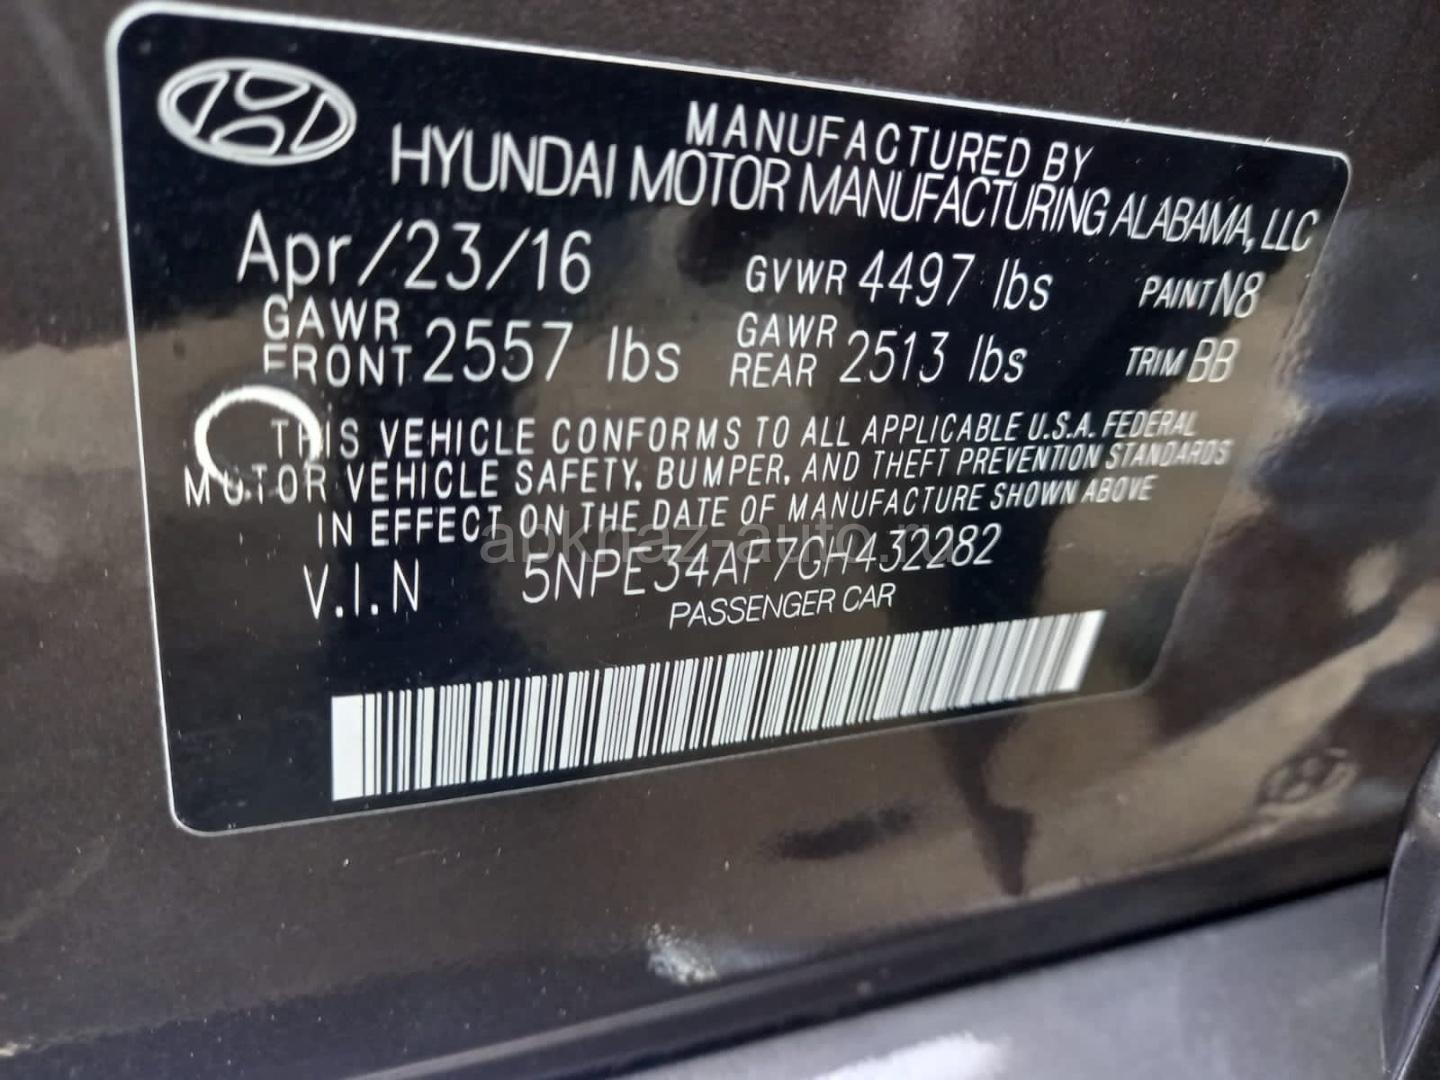 MANUFACTURED BY
HYUNDAI MOTOR MANUFACTURING ALABAMA, LLC
Apr/23/16 GVWR 4497 lbs PAINT N8
GAWR FRONT 2557 lbs GAWR REAR 2513 lbs TRIM BB
THIS VEHICLE CONFORMS TO ALL APPLICABLE U.S.A. FEDERAL
MOTOR VEHICLE SAFETY, BUMPER, AND THEFT PREVENTION STANDARDS
IN EFFECT ON THE DATE OF MANUFACTURE SHOWN ABOVE
apkhaz-auto.ru
V.I.N 5NPE34AF7GH432282
PASSENGER CAR